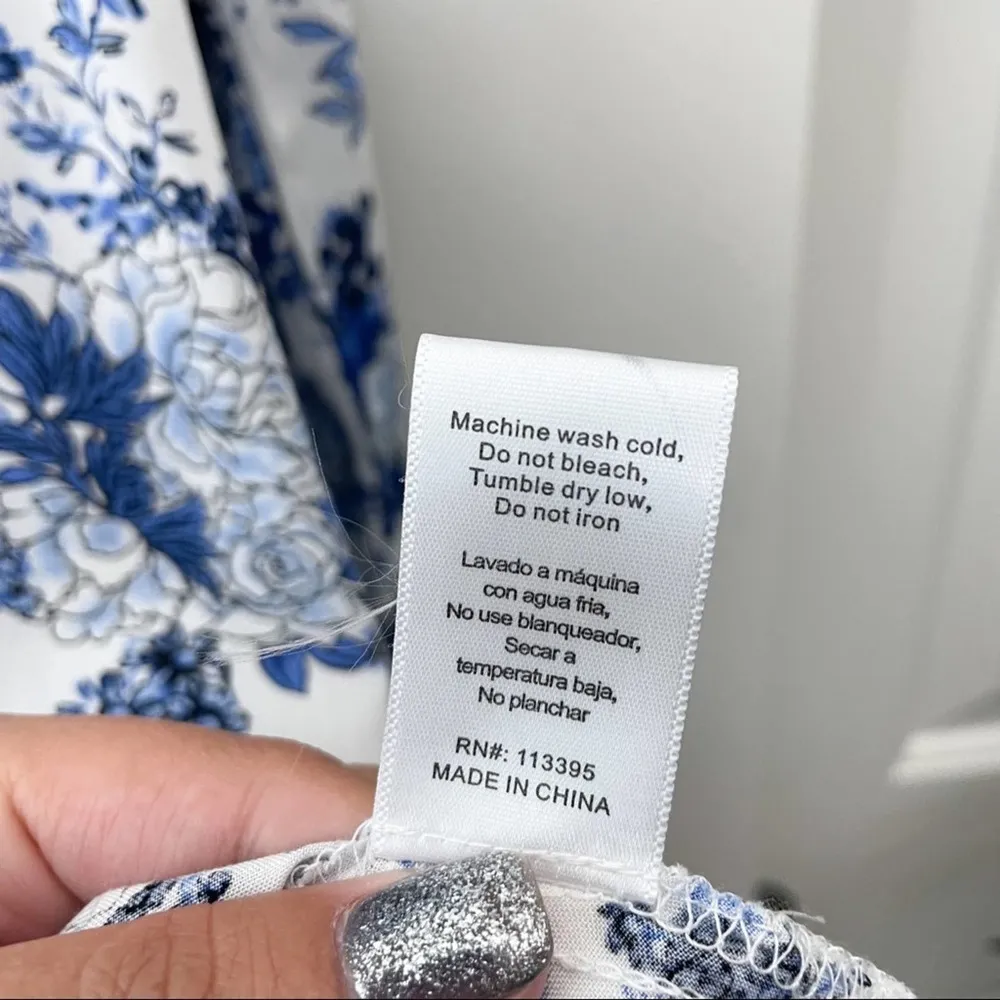 Machine wash cold,
Do not bleach,
Tumble dry low,
Do not iron
Lavado a máquina
con agua fria,
No use blanqueador,
Secar a
temperatura baja,
No planchar
RN#: 113395
MADE IN CHINA